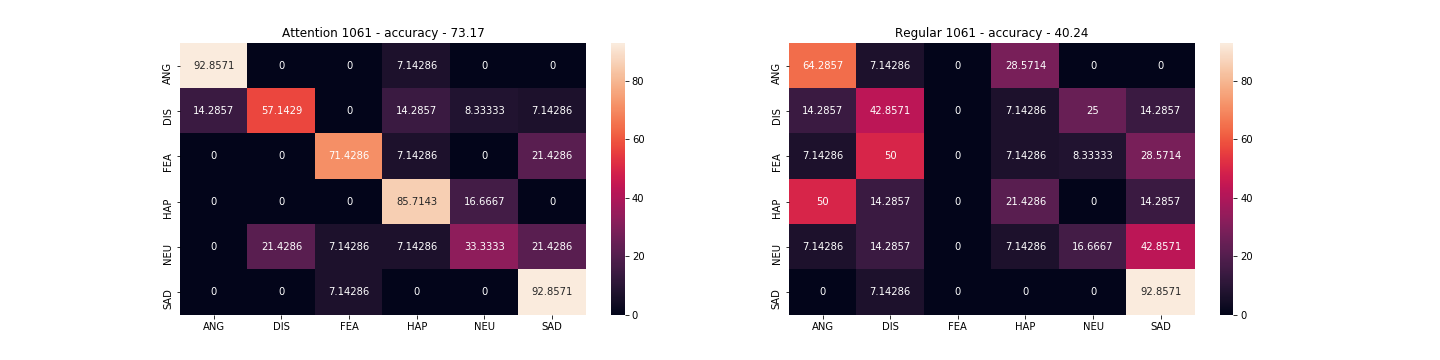 Attention 1061 - accuracy - 73.17
ANG 92.8571 0 0 7.14286 0 0
DIS 14.2857 57.1429 0 14.2857 8.33333 7.14286
FEA 0 0 71.4286 7.14286 0 21.4286
HAP 0 0 0 85.7143 16.6667 0
NEU 0 21.4286 7.14286 7.14286 33.3333 21.4286
SAD 0 0 7.14286 0 0 92.8571
ANG DIS FEA HAP NEU SAD
80
60
40
20
0
Regular 1061 - accuracy - 40.24
ANG 64.2857 7.14286 0 28.5714 0 0
DIS 14.2857 42.8571 0 7.14286 25 14.2857
FEA 7.14286 50 0 7.14286 8.33333 28.5714
HAP 50 14.2857 0 21.4286 0 14.2857
NEU 7.14286 14.2857 0 7.14286 16.6667 42.8571
SAD 0 7.14286 0 0 0 92.8571
ANG DIS FEA HAP NEU SAD
80
60
40
20
0